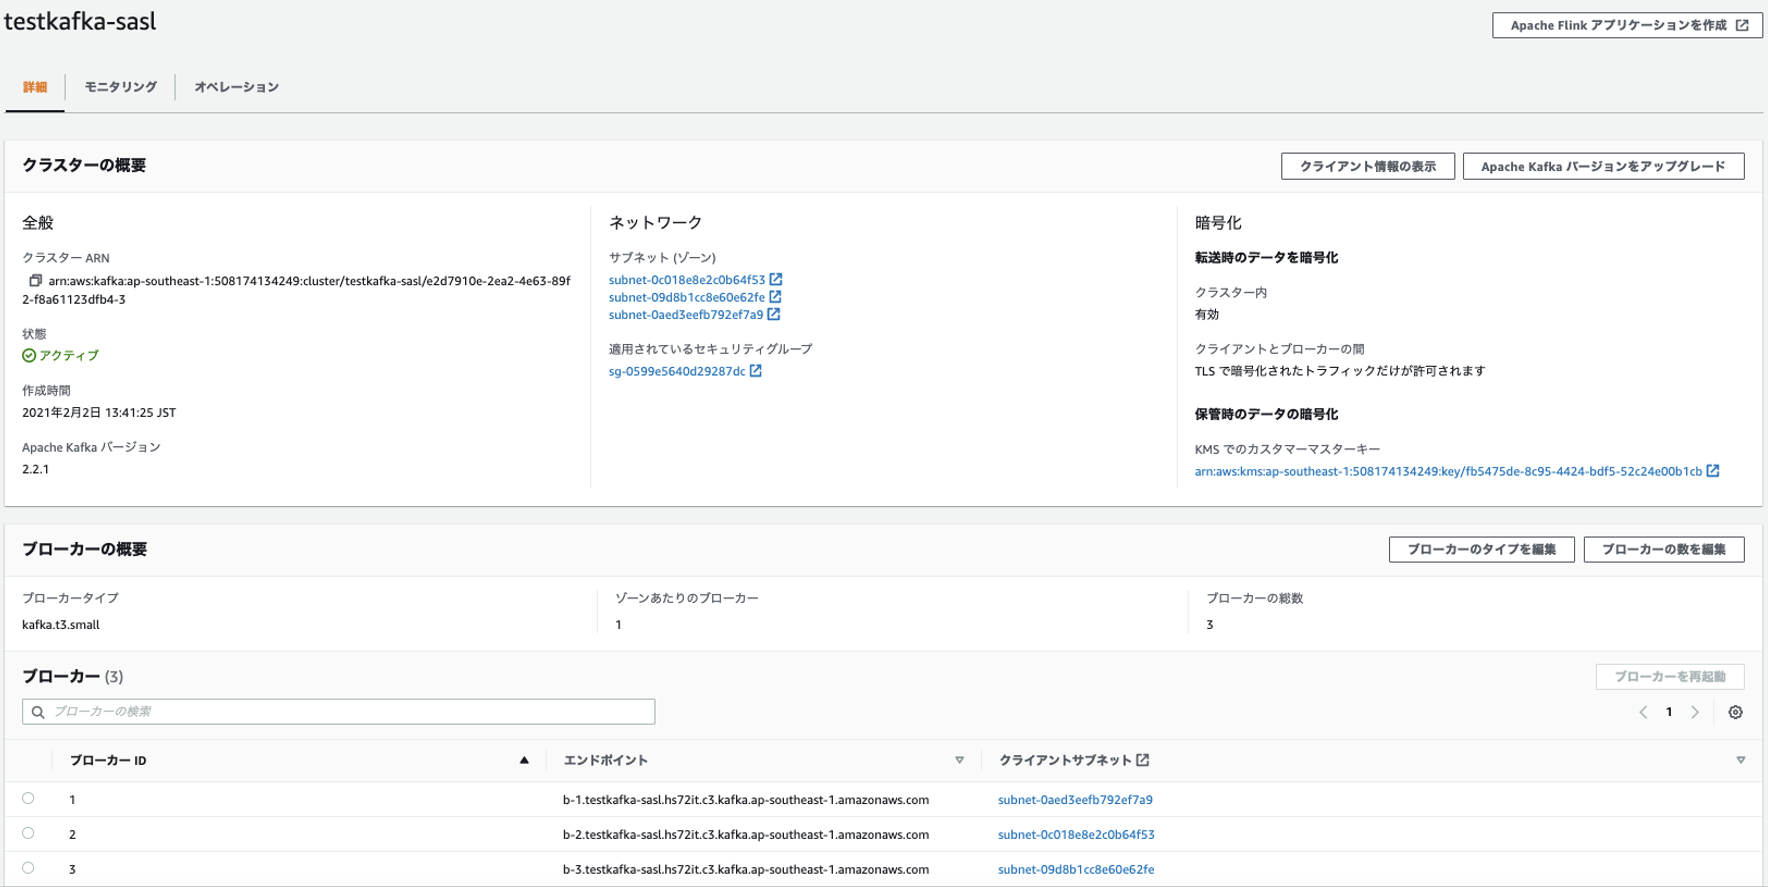 testkafka-sasl
Apache Flink アプリケーションを作成
詳細
モニタリング
オペレーション
クラスターの概要
クライアント情報の表示
Apache Kafka バージョンをアップグレード
全般
クラスター ARN
arn:aws:kafka:ap-southeast-1:508174134249:cluster/testkafka-sasl/e2d7910e-2ea2-4e63-89f
2-f8a61123dfb4-3
状態
アクティブ
作成時間
2021年2月2日 13:41:25 JST
Apache Kafka バージョン
2.2.1
ネットワーク
サブネット (ゾーン)
subnet-0c018e8e2c0b64f53
subnet-09d8b1cc8e60e62fe
subnet-0aed3eefb792ef7a9
適用されているセキュリティグループ
sg-0599e5640d29287dc
暗号化
転送時のデータを暗号化
クラスター内
有効
クライアントとブローカーの間
TLS で暗号化されたトラフィックだけが許可されます
保管時のデータの暗号化
KMS でのカスタマーマスターキー
arn:aws:kms:ap-southeast-1:508174134249:key/fb5475de-8c95-4424-bdf5-52c24e00b1cb
ブローカーの概要
ブローカーのタイプを編集
ブローカーの数を編集
ブローカータイプ
kafka.t3.small
ゾーンあたりのブローカー
1
ブローカーの総数
3
ブローカー (3)
ブローカーを再起動
ブローカーの検索
1
ブローカー ID
エンドポイント
クライアントサブネット
1
b-1.testkafka-sasl.hs72it.c3.kafka.ap-southeast-1.amazonaws.com
subnet-0aed3eefb792ef7a9
2
b-2.testkafka-sasl.hs72it.c3.kafka.ap-southeast-1.amazonaws.com
subnet-0c018e8e2c0b64f53
3
b-3.testkafka-sasl.hs72it.c3.kafka.ap-southeast-1.amazonaws.com
subnet-09d8b1cc8e60e62fe